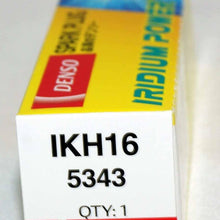 DENSO
SPARK PLUG
IRIDIUM POWER
IKH16
5343
QTY: 1